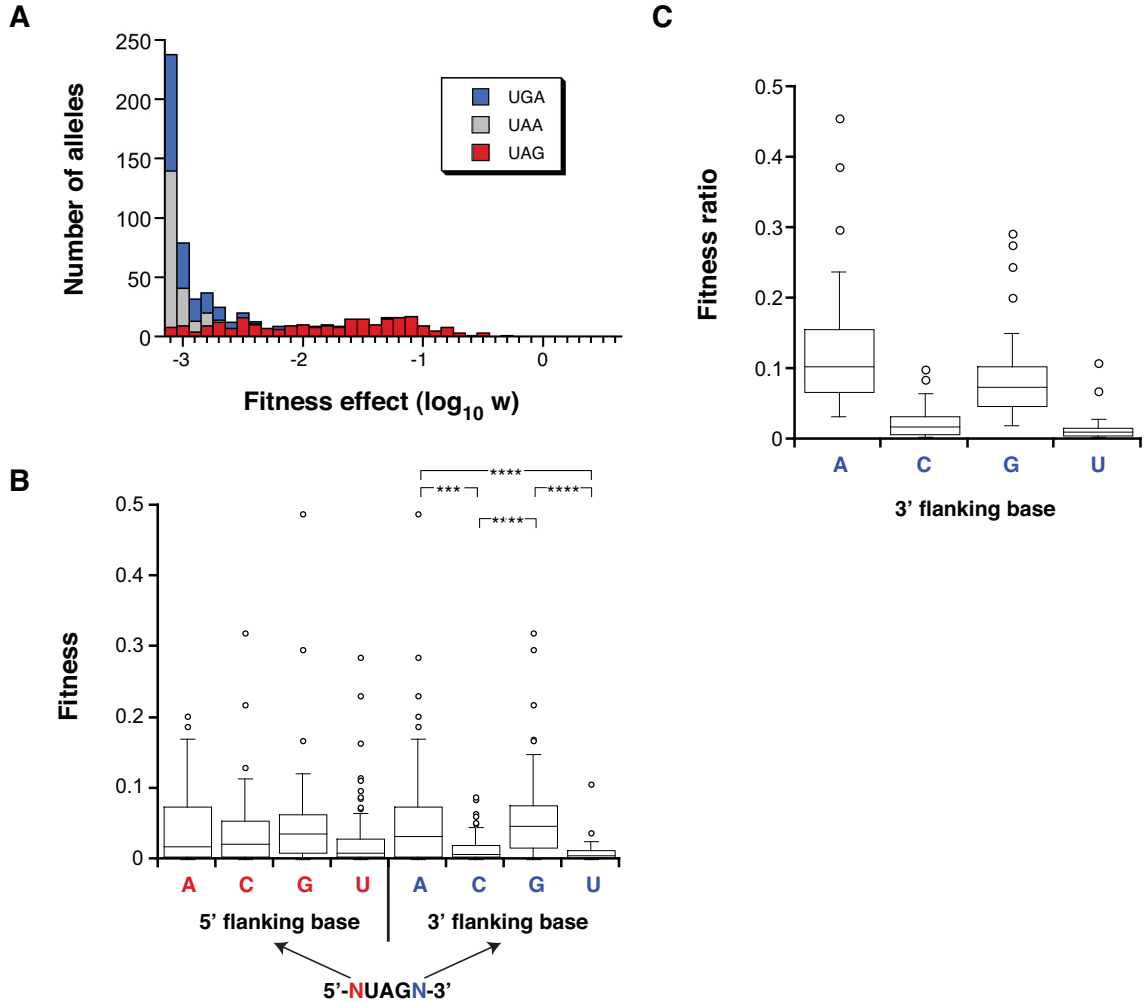 A
250
200
150
100
50
0
Number of alleles
UGA
UAA
UAG
-3 -2 -1 0
Fitness effect (log10 w)
C
0.5
0.4
0.3
0.2
0.1
0
Fitness ratio
A C G U
3’ flanking base
B
****
*** ****
****
0.5
0.4
0.3
0.2
0.1
0
Fitness
A C G U A C G U
5’ flanking base 3’ flanking base
5’-NUAGN-3’